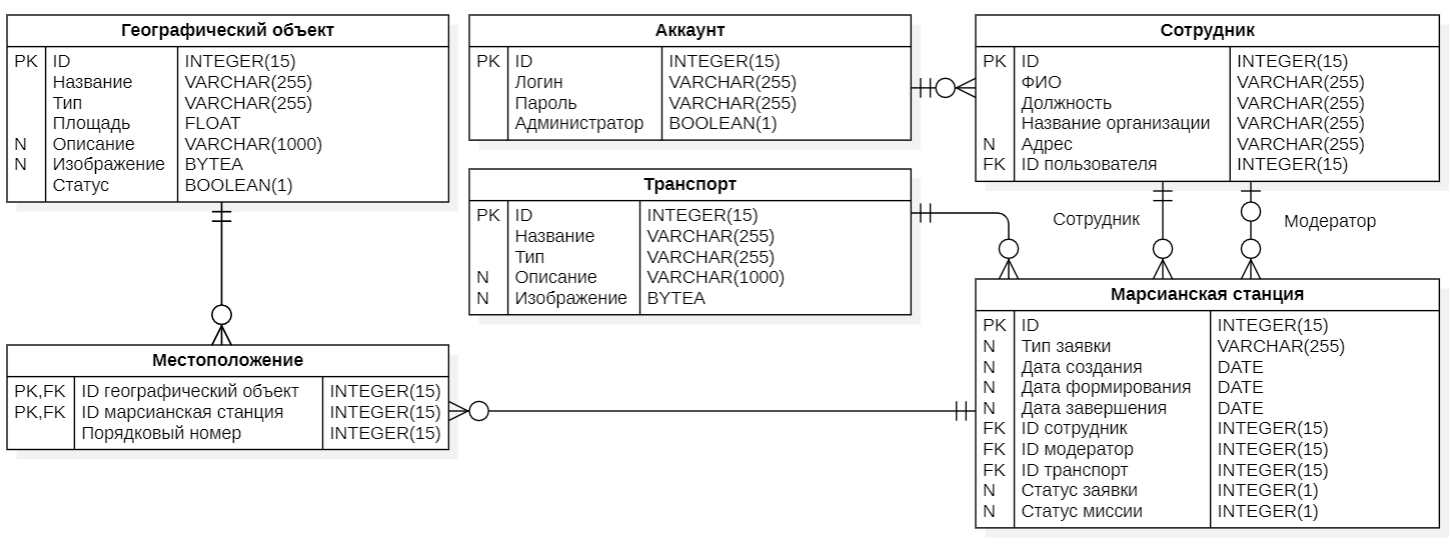 Географический объект
PK ID INTEGER(15)
Название VARCHAR(255)
Тип VARCHAR(255)
Площадь FLOAT
N Описание VARCHAR(1000)
N Изображение BYTEA
Статус BOOLEAN(1)
Аккаунт
PK ID INTEGER(15)
Логин VARCHAR(255)
Пароль VARCHAR(255)
Администратор BOOLEAN(1)
Сотрудник
PK ID INTEGER(15)
ФИО VARCHAR(255)
Должность VARCHAR(255)
Название организации VARCHAR(255)
N Адрес VARCHAR(255)
FK ID пользователя INTEGER(15)
Транспорт
PK ID INTEGER(15)
Название VARCHAR(255)
Тип VARCHAR(255)
N Описание VARCHAR(1000)
N Изображение BYTEA
Сотрудник
Модератор
Местоположение
PK,FK ID географический объект INTEGER(15)
PK,FK ID марсианская станция INTEGER(15)
Порядковый номер INTEGER(15)
Марсианская станция
PK ID INTEGER(15)
N Тип заявки VARCHAR(255)
N Дата создания DATE
N Дата формирования DATE
N Дата завершения DATE
FK ID сотрудник INTEGER(15)
FK ID модератор INTEGER(15)
FK ID транспорт INTEGER(15)
N Статус заявки INTEGER(1)
N Статус миссии INTEGER(1)